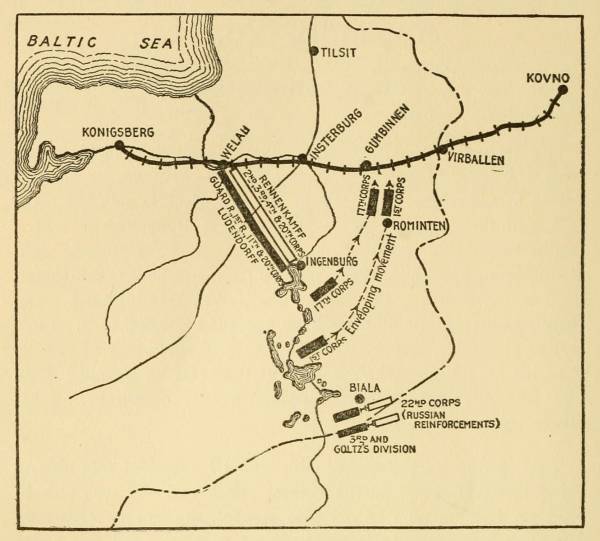 BALTIC SEA
TILSIT
KOVNO
KONIGSBERG
WELAU
INSTERBURG
GUMBINNEN
VIRBALLEN
RENNENKAMPF
2ND, 3RD, 4TH & 20TH CORPS
GUARD R., 1ST R., 11TH & 20TH CORPS
LUDENDORFF
17TH CORPS
1ST CORPS
ROMINTEN
INGENBURG
17TH CORPS
Enveloping movement
1ST CORPS
BIALA
22ND CORPS
(RUSSIAN
REINFORCEMENTS)
3RD AND
GOLTZ'S DIVISION